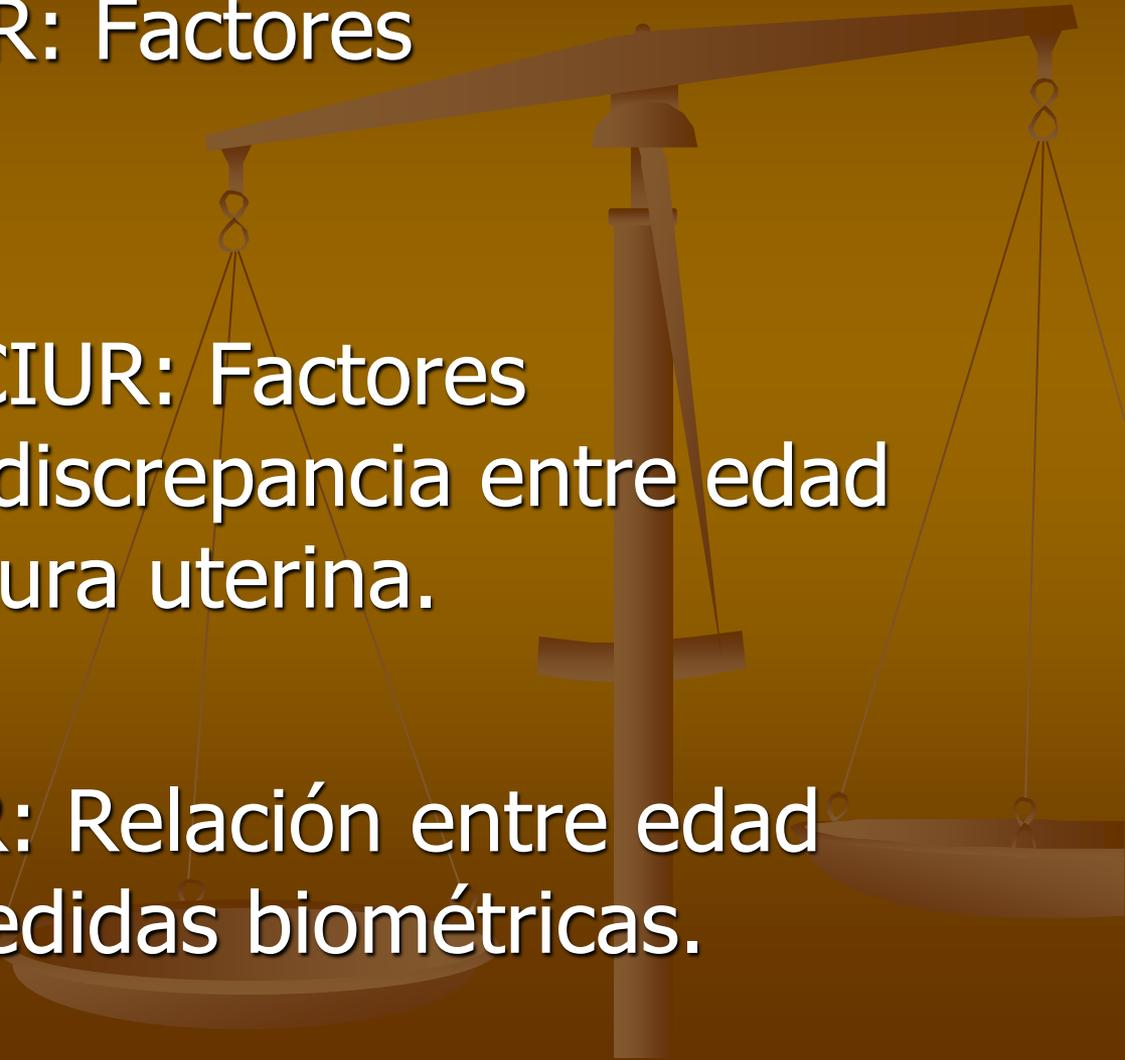 R: Factores
CIUR: Factores
discrepancia entre edad
ura uterina.
R: Relación entre edad
edidas biométricas.